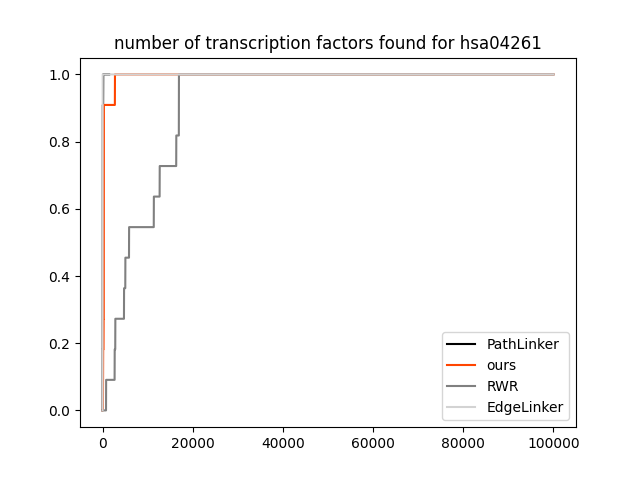 number of transcription factors found for hsa04261
1.0
0.8
0.6
0.4
0.2
0.0
PathLinker
ours
RWR
EdgeLinker
0 20000 40000 60000 80000 100000